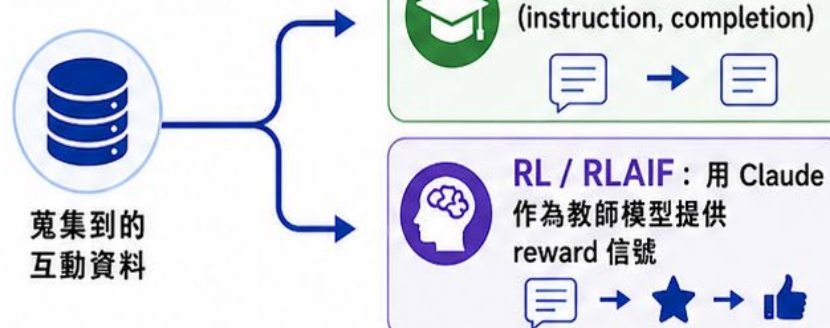 (instruction, completion)
蒐集到的
互動資料
RL / RLAIF：用 Claude
作為教師模型提供
reward 信號